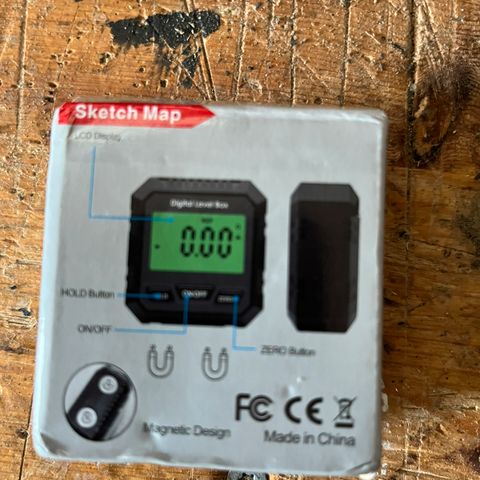 Sketch Map
LCD Display
Digital Level Box
0.00
HOLD Button
ON/OFF
ON/OFF
ZERO Button
Magnetic Design
FC CE
Made in China